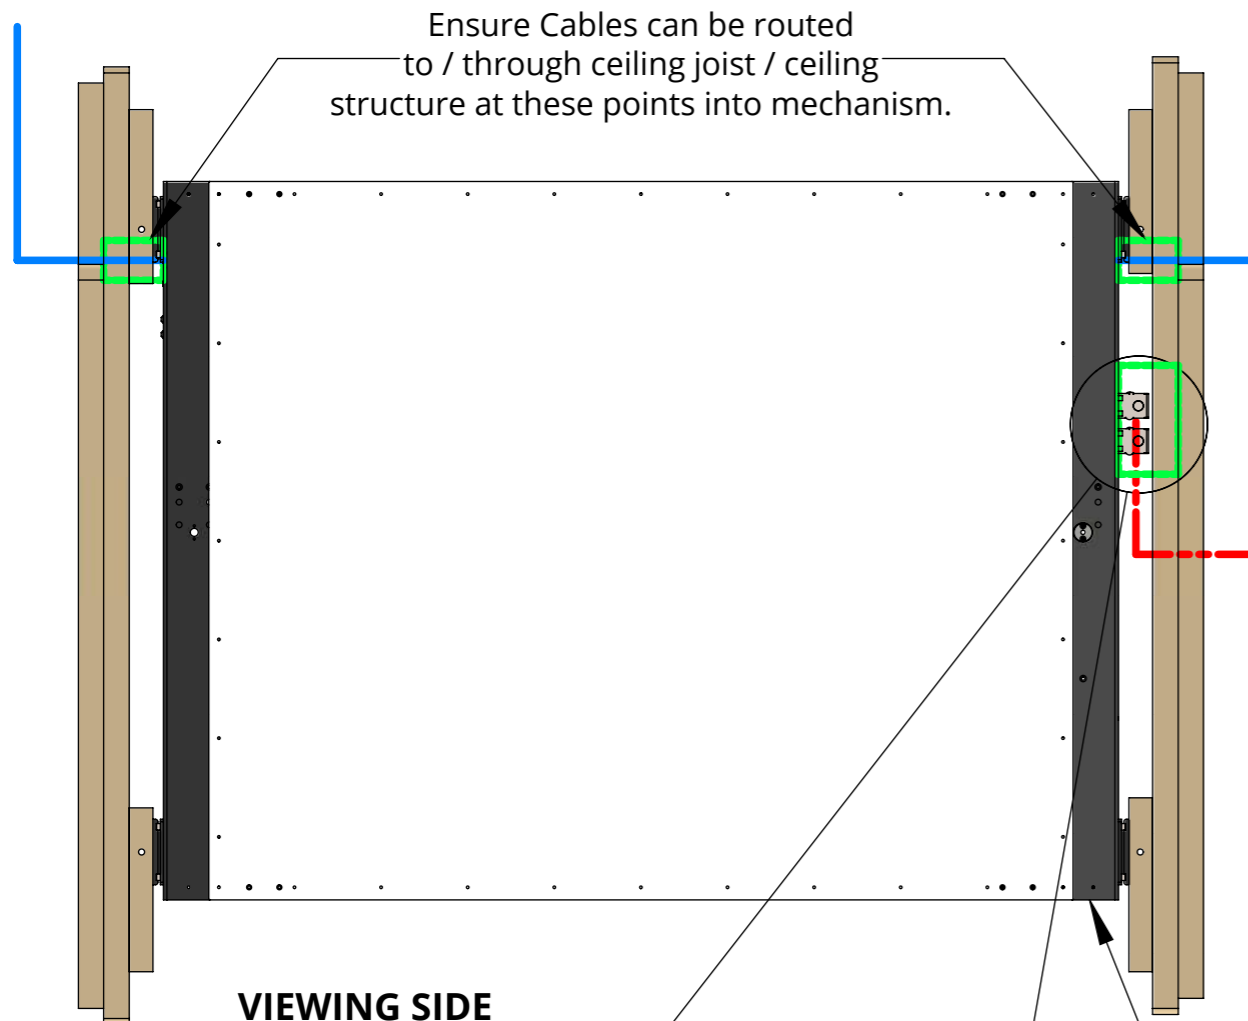 Ensure Cables can be routed
to / through ceiling joist / ceiling
structure at these points into mechanism.
VIEWING SIDE